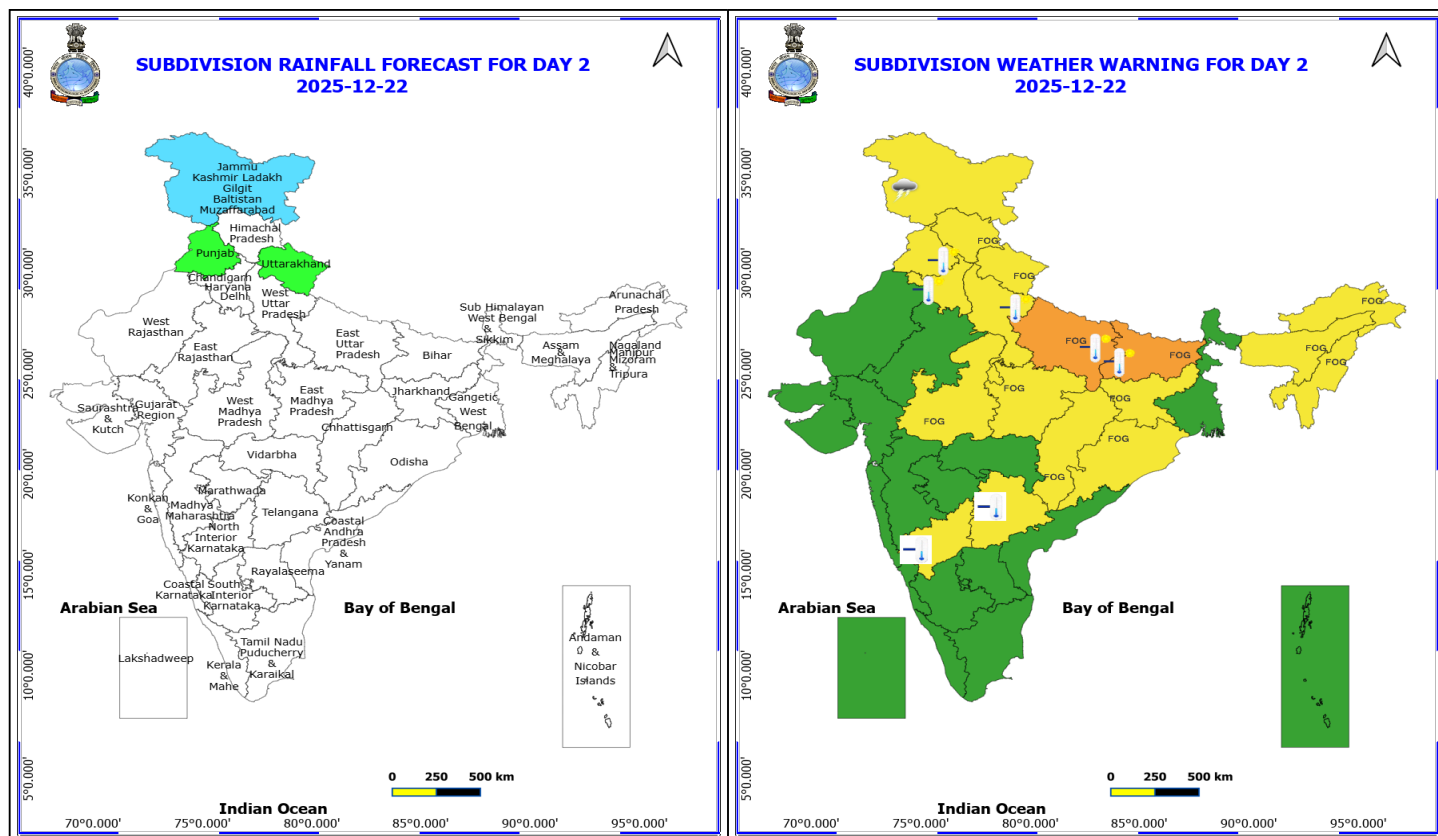 SUBDIVISION RAINFALL FORECAST FOR DAY 2
2025-12-22
40°0.000'
35°0.000'
30°0.000'
25°0.000'
20°0.000'
15°0.000'
10°0.000'
5°0.000'
Jammu
Kashmir Ladakh
Gilgit
Baltistan
Muzaffarabad
Himachal
Pradesh
Punjab
Uttarakhand
Chandigarh
Haryana
Delhi
West
Uttar
Pradesh
Arunachal
Pradesh
Sub Himalayan
West Bengal
&
Sikkim
West
Rajasthan
East
Rajasthan
East
Uttar
Pradesh
Bihar
Assam
&
Meghalaya
Nagaland
Manipur
Mizoram
&
Tripura
Saurashtra
&
Kutch
Gujarat
Region
West
Madhya
Pradesh
East
Madhya
Pradesh
Jharkhand
Gangetic
West
Bengal
Chhattisgarh
Vidarbha
Odisha
Konkan
&
Goa
Marathwada
Madhya
Maharashtra
North
Interior
Karnataka
Telangana
Coastal
Andhra
Pradesh
&
Yanam
Rayalaseema
Coastal
Karnataka
South
Interior
Karnataka
Arabian Sea
Bay of Bengal
Lakshadweep
Kerala
&
Mahe
Tamil Nadu
Puducherry
&
Karaikal
Andaman
&
Nicobar
Islands
0 250 500 km
Indian Ocean
70°0.000' 75°0.000' 80°0.000' 85°0.000' 90°0.000' 95°0.000'
SUBDIVISION WEATHER WARNING FOR DAY 2
2025-12-22
40°0.000'
35°0.000'
30°0.000'
25°0.000'
20°0.000'
15°0.000'
10°0.000'
5°0.000'
FOG
FOG
FOG
FOG
FOG
FOG
FOG
FOG
FOG
FOG
FOG
FOG
Arabian Sea
Bay of Bengal
0 250 500 km
Indian Ocean
70°0.000' 75°0.000' 80°0.000' 85°0.000' 90°0.000' 95°0.000'